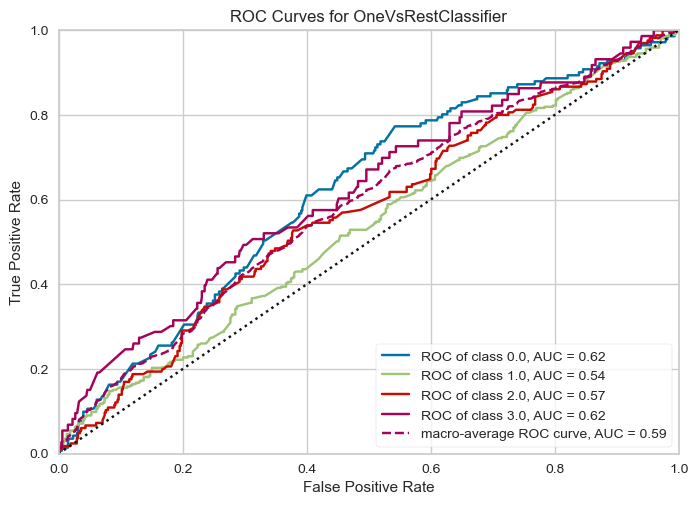 ROC Curves for OneVsRestClassifier
1.0
0.8
0.6
0.4
0.2
0.0
True Positive Rate
ROC of class 0.0, AUC = 0.62
ROC of class 1.0, AUC = 0.54
ROC of class 2.0, AUC = 0.57
ROC of class 3.0, AUC = 0.62
macro-average ROC curve, AUC = 0.59
0.0 0.2 0.4 0.6 0.8 1.0
False Positive Rate